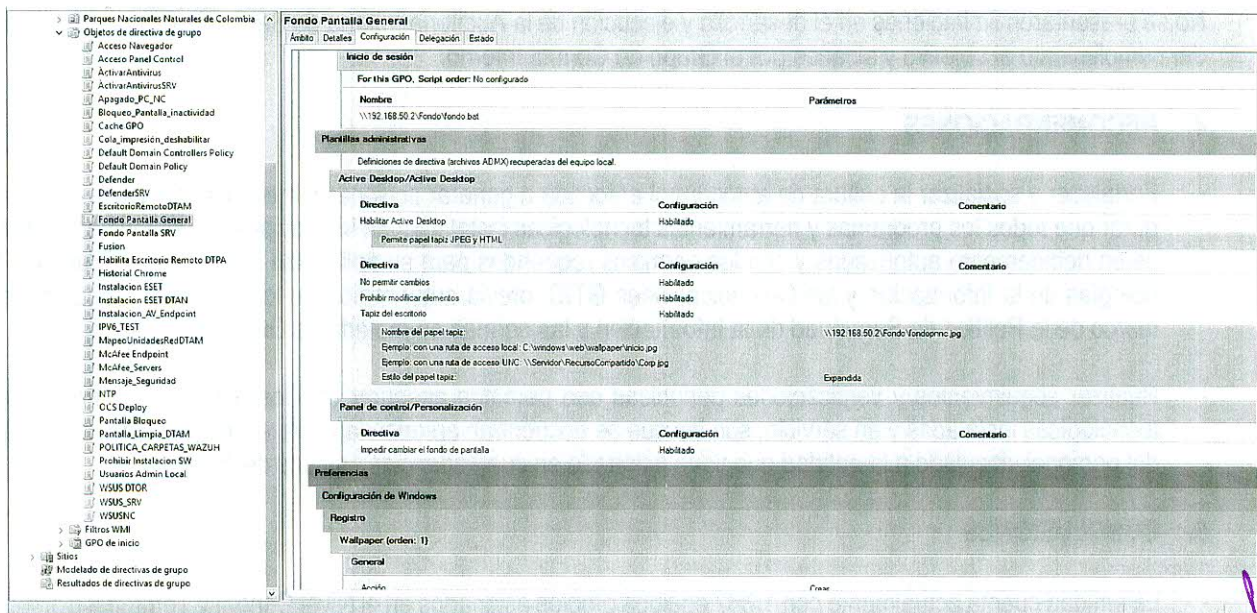 Parques Nacionales Naturales de Colombia
Objetos de directiva de grupo
Acceso Navegador
Acceso Panel Control
ActivarAntivirus
ActivarAntivirusSRV
Apagado_PC_NC
Bloqueo_Pantalla_inactividad
Cache GPO
Cola_impresión_deshabilitar
Default Domain Controllers Policy
Default Domain Policy
Defender
DefenderSRV
EscritorioRemotoDTAM
Fondo Pantalla General
Fondo Pantalla SRV
Fusion
Habilita Escritorio Remoto DTPA
Historial Chrome
Instalacion ESET
Instalacion ESET DTAN
Instalacion_AV_Endpoint
IPV6_TEST
MapeoUnidadesRedDTAM
McAfee Endpoint
McAfee_Servers
Mensaje_Seguridad
NTP
OCS Deploy
Pantalla Bloqueo
Pantalla_Limpia_DTAM
POLITICA_CARPETAS_WAZUH
Prohibir Instalacion SW
Usuarios Admin Local
WSUS DTOR
WSUS_SRV
WSUSNC
Filtros WMI
GPO de inicio
Sitios
Modelado de directivas de grupo
Resultados de directivas de grupo
Fondo Pantalla General
Ámbito Detalles Configuración Delegación Estado
Inicio de sesión
For this GPO, Script order: No configurado
Nombre Parámetros
\\192.168.50.2\Fondo\fondo.bat
Plantillas administrativas
Definiciones de directiva (archivos ADMX) recuperadas del equipo local.
Active Desktop/Active Desktop
Directiva Configuración Comentario
Habilitar Active Desktop Habilitado
Permite papel tapiz JPEG y HTML
Directiva Configuración Comentario
No permitir cambios Habilitado
Prohibir modificar elementos Habilitado
Tapiz del escritorio Habilitado
Nombre del papel tapiz: \\192.168.50.2\Fondo\fondopnnc.jpg
Ejemplo: con una ruta de acceso local: C:\windows\web\wallpaper\inicio.jpg
Ejemplo: con una ruta de acceso UNC: \\Servidor\RecursoCompartido\Corp.jpg
Estilo del papel tapiz: Expandida
Panel de control/Personalización
Directiva Configuración Comentario
Impedir cambiar el fondo de pantalla Habilitado
Preferencias
Configuración de Windows
Registro
Wallpaper (orden: 1)
General
Acción Crear